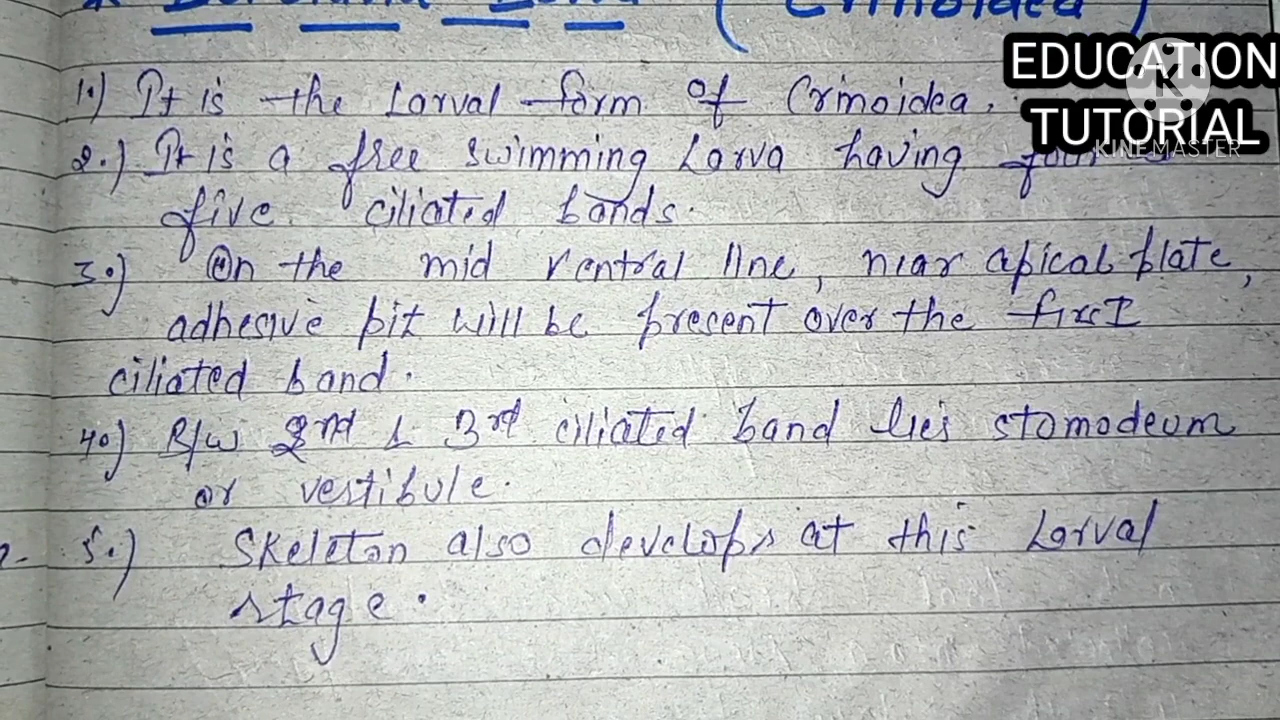 (Crinoidea)
EDUCATION
TUTORIAL
KINEMASTER
1.) It is the Larval form of Crinoidea.
2.) It is a free swimming Larva having four or
five ciliated bands.
3.) On the mid ventral line, near apical plate,
adhesive pit will be present over the first
ciliated band.
4.) B/w 2nd & 3rd ciliated band lies stomodeum
or vestibule.
5.) Skeleton also develops at this Larval
stage.